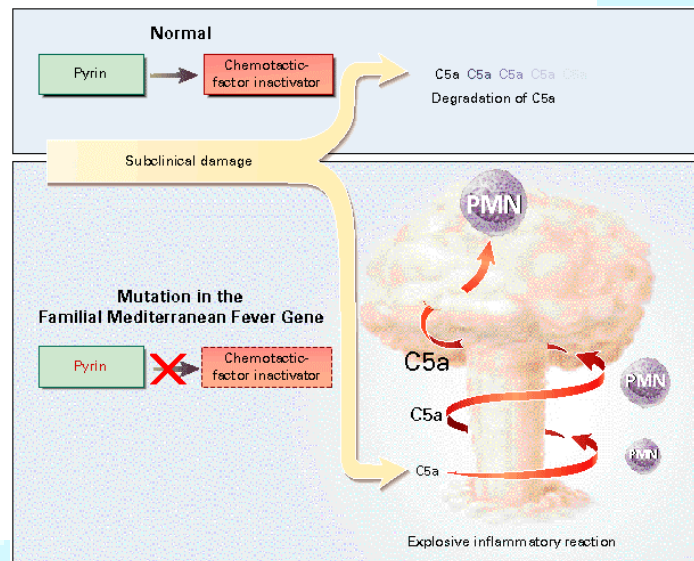 Normal
Pyrin
Chemotactic-
factor inactivator
C5a C5a C5a C5a C5a
Degradation of C5a
Subclinical damage
PMN
Mutation in the
Familial Mediterranean Fever Gene
Pyrin
Chemotactic-
factor inactivator
C5a
PMN
C5a
PMN
C5a
Explosive inflammatory reaction